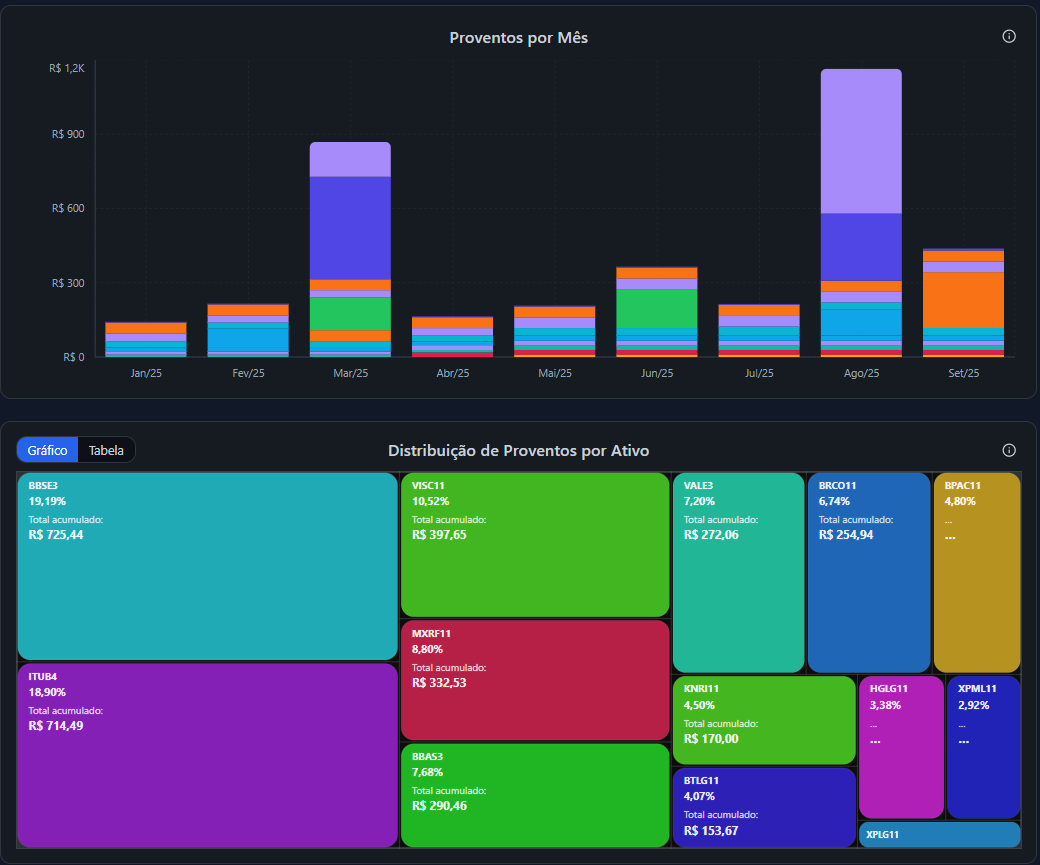 Proventos por Mês
R$ 1,2K
R$ 900
R$ 600
R$ 300
R$ 0
Jan/25
Fev/25
Mar/25
Abr/25
Mai/25
Jun/25
Jul/25
Ago/25
Set/25
Gráfico
Tabela
Distribuição de Proventos por Ativo
BBSE3
19,19%
Total acumulado:
R$ 725,44
ITUB4
18,90%
Total acumulado:
R$ 714,49
VISC11
10,52%
Total acumulado:
R$ 397,65
MXRF11
8,80%
Total acumulado:
R$ 332,53
BBAS3
7,68%
Total acumulado:
R$ 290,46
VALE3
7,20%
Total acumulado:
R$ 272,06
BRCO11
6,74%
Total acumulado:
R$ 254,94
BPAC11
4,80%
...
...
KNRI11
4,50%
Total acumulado:
R$ 170,00
BTLG11
4,07%
Total acumulado:
R$ 153,67
HGLG11
3,38%
...
...
XPML11
2,92%
...
...
XPLG11